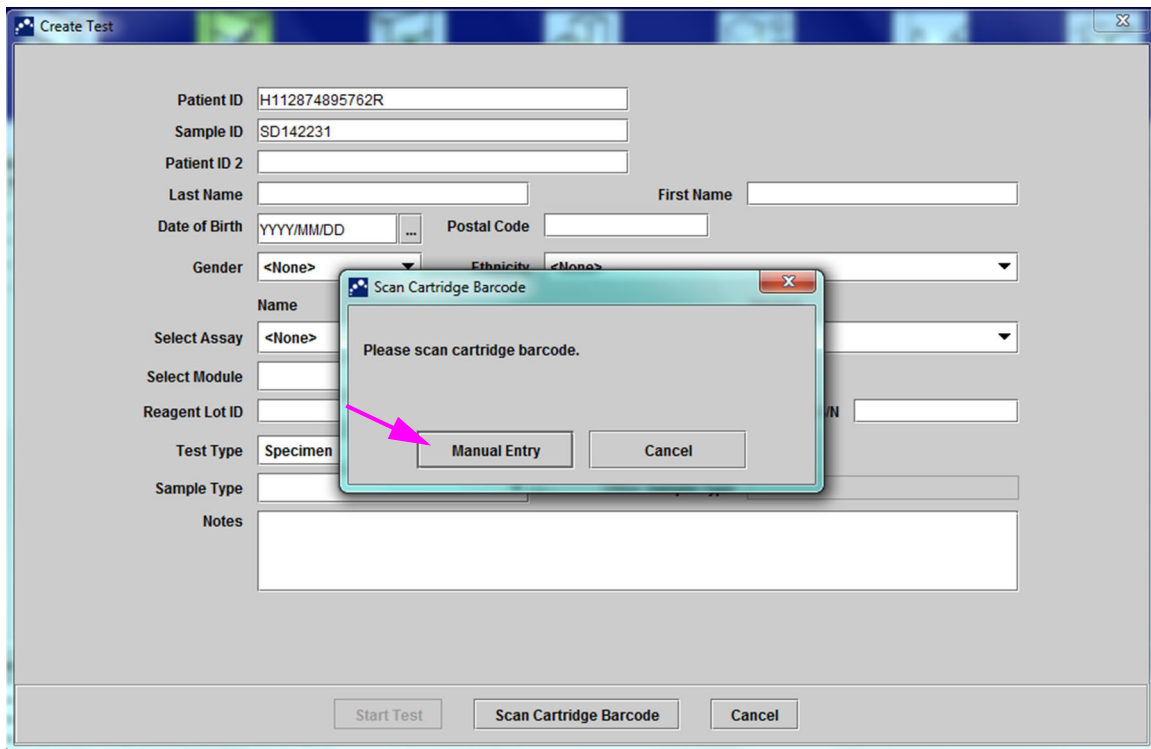 Create Test
Patient ID H112874895762R
Sample ID SD142231
Patient ID 2
Last Name First Name
Date of Birth YYYY/MM/DD ... Postal Code
Gender <None> Ethnicity <None>
Scan Cartridge Barcode
Name
Select Assay <None>
Please scan cartridge barcode.
Select Module
Reagent Lot ID /N
Test Type Specimen
Manual Entry Cancel
Sample Type
Notes
Start Test Scan Cartridge Barcode Cancel